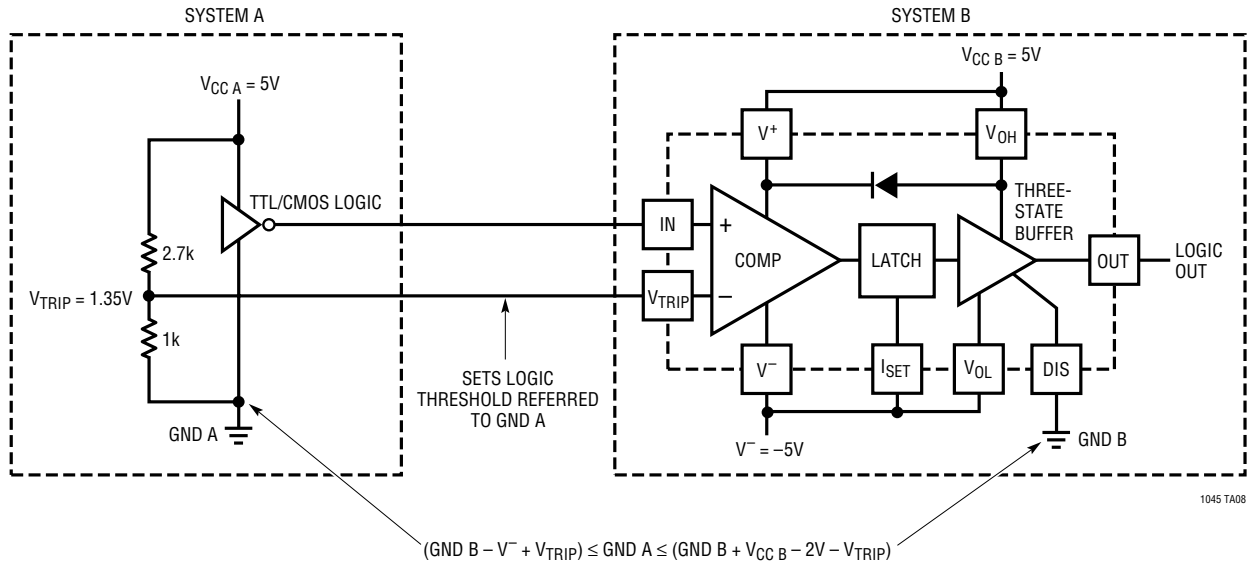 SYSTEM A
SYSTEM B
V_CC A = 5V
V_CC B = 5V
V⁺
V_OH
TTL/CMOS LOGIC
THREE-
STATE
BUFFER
IN
+
2.7k
COMP
LATCH
OUT
LOGIC
OUT
V_TRIP = 1.35V
V_TRIP
–
1k
V⁻
I_SET
V_OL
DIS
SETS LOGIC
THRESHOLD REFERRED
TO GND A
GND A
V⁻ = –5V
GND B
1045 TA08
(GND B – V⁻ + V_TRIP) ≤ GND A ≤ (GND B + V_CC B – 2V – V_TRIP)